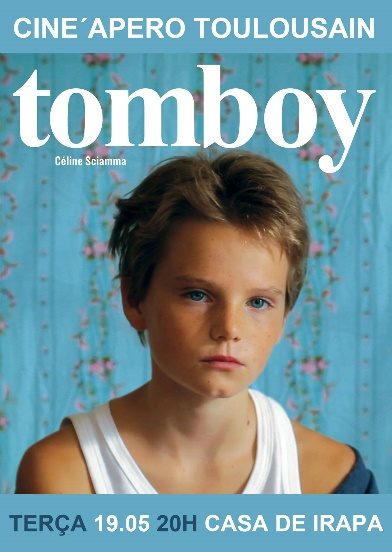 CINE´APERO TOULOUSAIN
tomboy
Céline Sciamma
TERÇA 19.05 20H CASA DE IRAPA